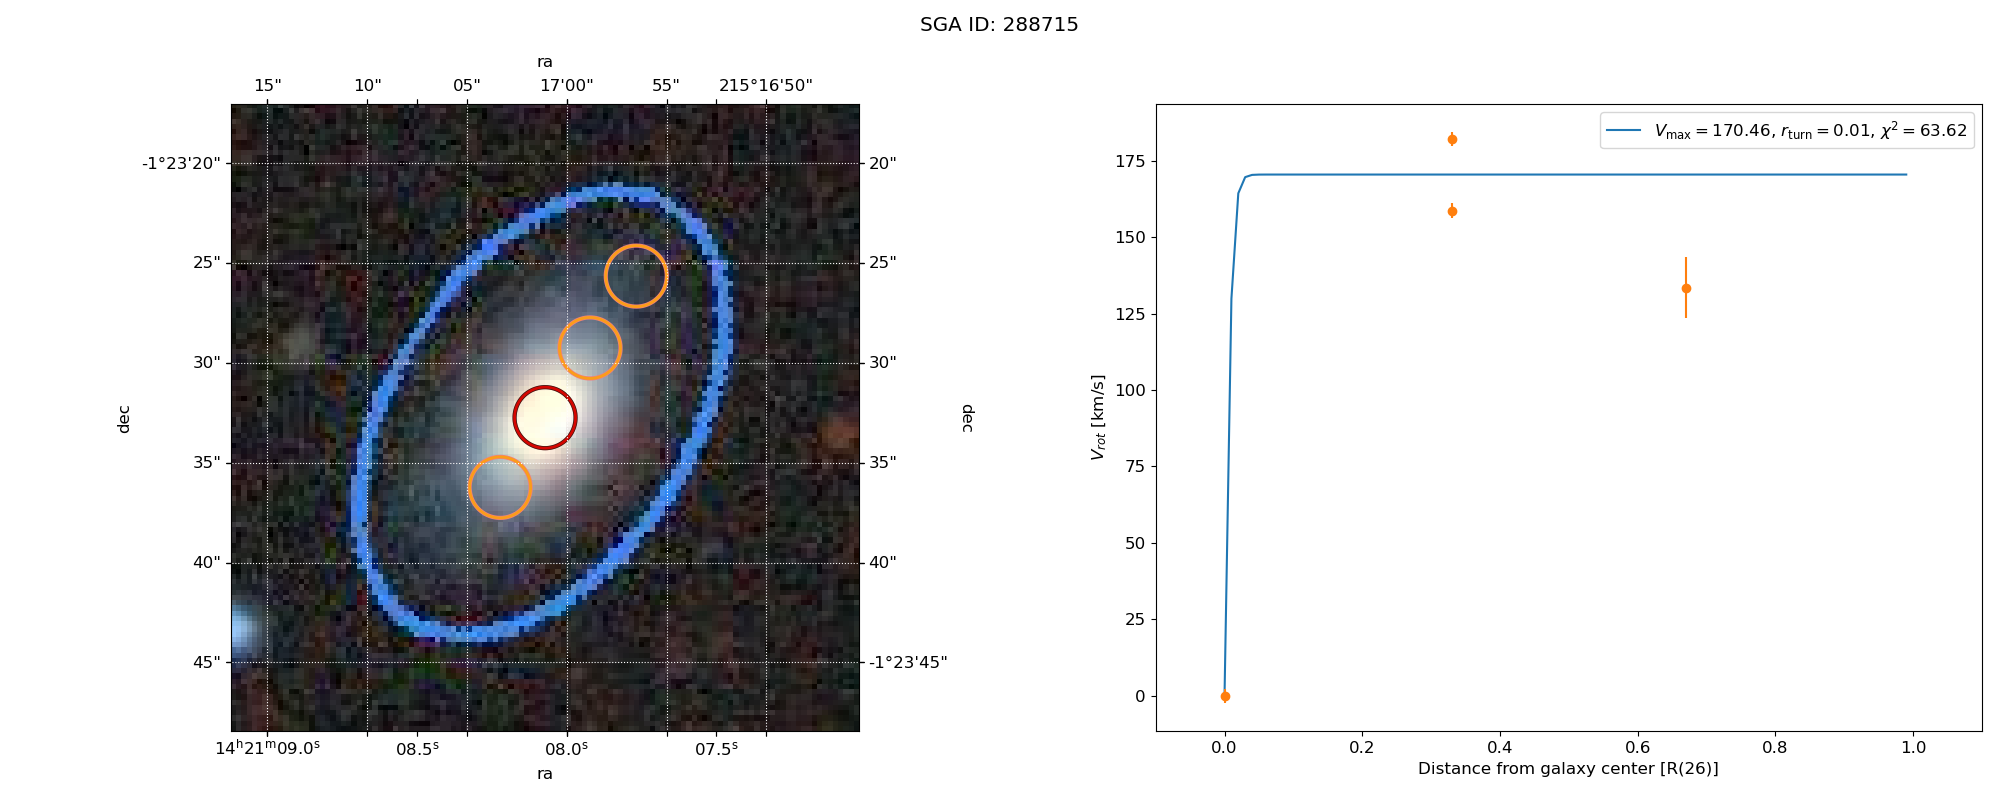 SGA ID: 288715
ra
15" 10" 05" 17'00" 55" 215°16'50"
-1°23'20" 20"
25" 25"
30" 30"
35" 35"
40" 40"
45" -1°23'45"
dec
dec
14ʰ21ᵐ09.0ˢ 08.5ˢ 08.0ˢ 07.5ˢ
ra
V_max = 170.46, r_turn = 0.01, χ² = 63.62
175
150
125
100
75
50
25
0
V_rot [km/s]
0.0 0.2 0.4 0.6 0.8 1.0
Distance from galaxy center [R(26)]